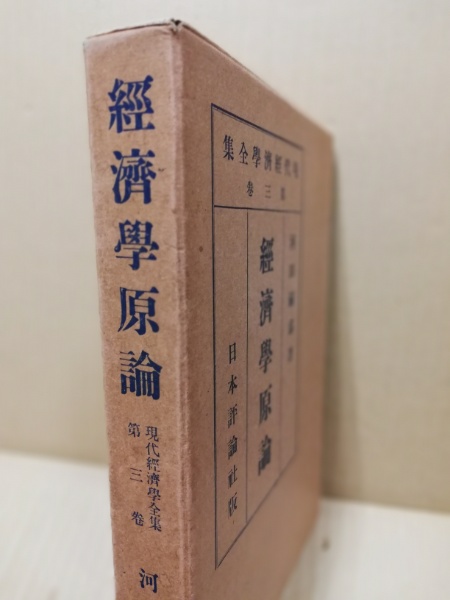 經濟學原論
現代經濟學全集
第三卷
河
現代經濟學全集
第三卷
經濟學原論
日本評論社版